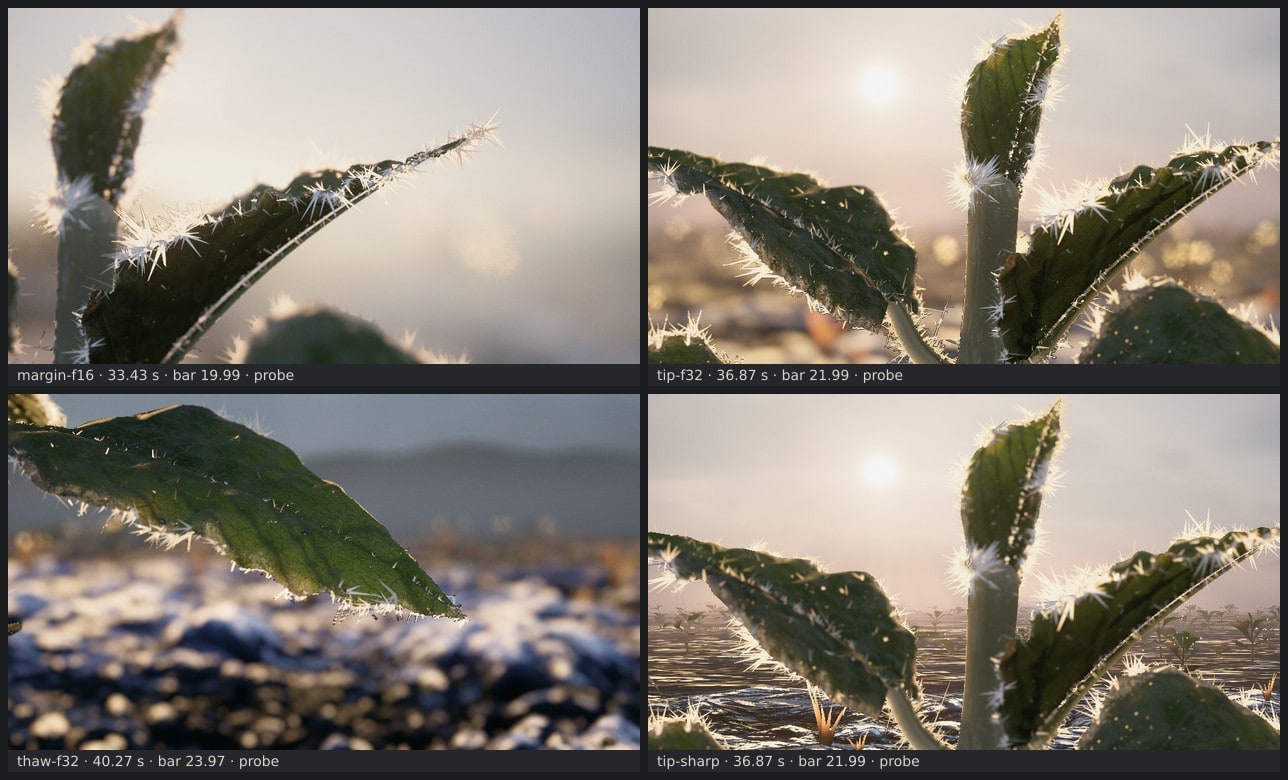 margin-f16 · 33.43 s · bar 19.99 · probe
tip-f32 · 36.87 s · bar 21.99 · probe
thaw-f32 · 40.27 s · bar 23.97 · probe
tip-sharp · 36.87 s · bar 21.99 · probe